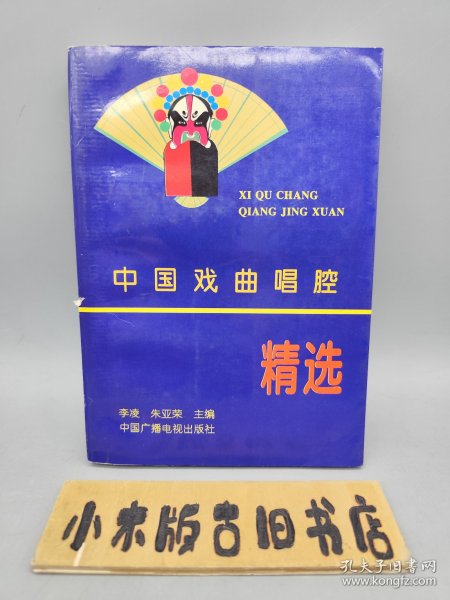 XI QU CHANG
QIANG JING XUAN
中国戏曲唱腔
精选
李凌 朱亚荣 主编
中国广播电视出版社
小末版古旧书店
孔夫子旧书网
www.kongfz.com